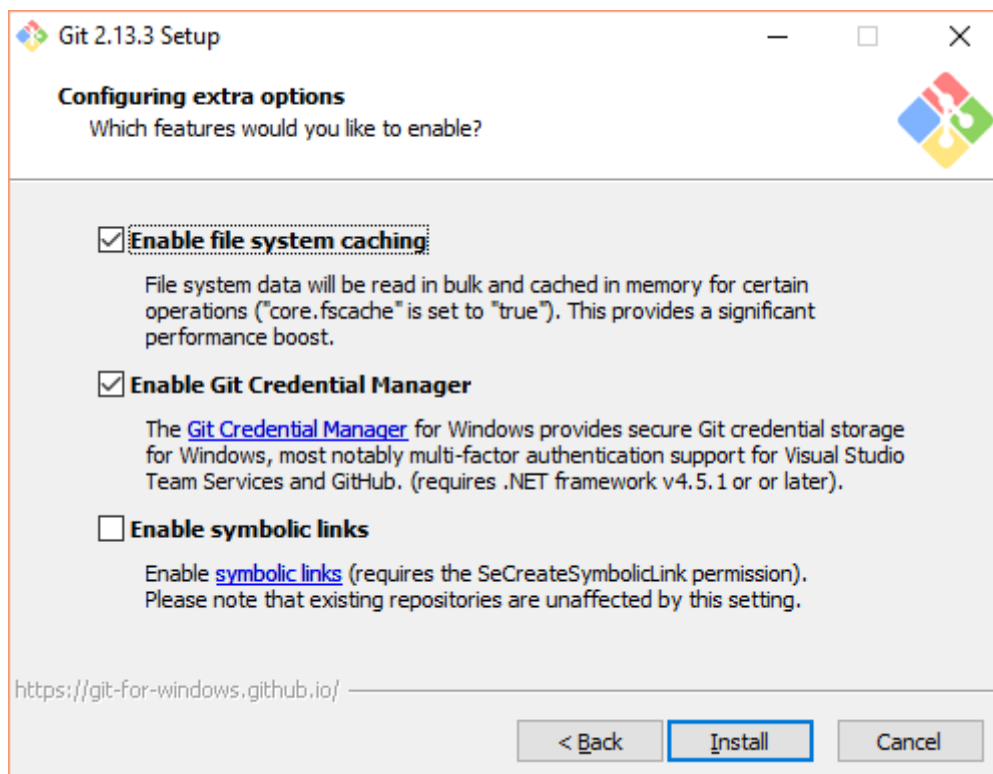 Git 2.13.3 Setup
Configuring extra options
Which features would you like to enable?
Enable file system caching
File system data will be read in bulk and cached in memory for certain
operations ("core.fscache" is set to "true"). This provides a significant
performance boost.
Enable Git Credential Manager
The Git Credential Manager for Windows provides secure Git credential storage
for Windows, most notably multi-factor authentication support for Visual Studio
Team Services and GitHub. (requires .NET framework v4.5.1 or or later).
Enable symbolic links
Enable symbolic links (requires the SeCreateSymbolicLink permission).
Please note that existing repositories are unaffected by this setting.
https://git-for-windows.github.io/
< Back
Install
Cancel